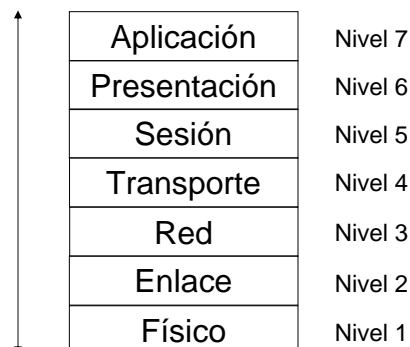 Aplicación Nivel 7
Presentación Nivel 6
Sesión Nivel 5
Transporte Nivel 4
Red Nivel 3
Enlace Nivel 2
Físico Nivel 1